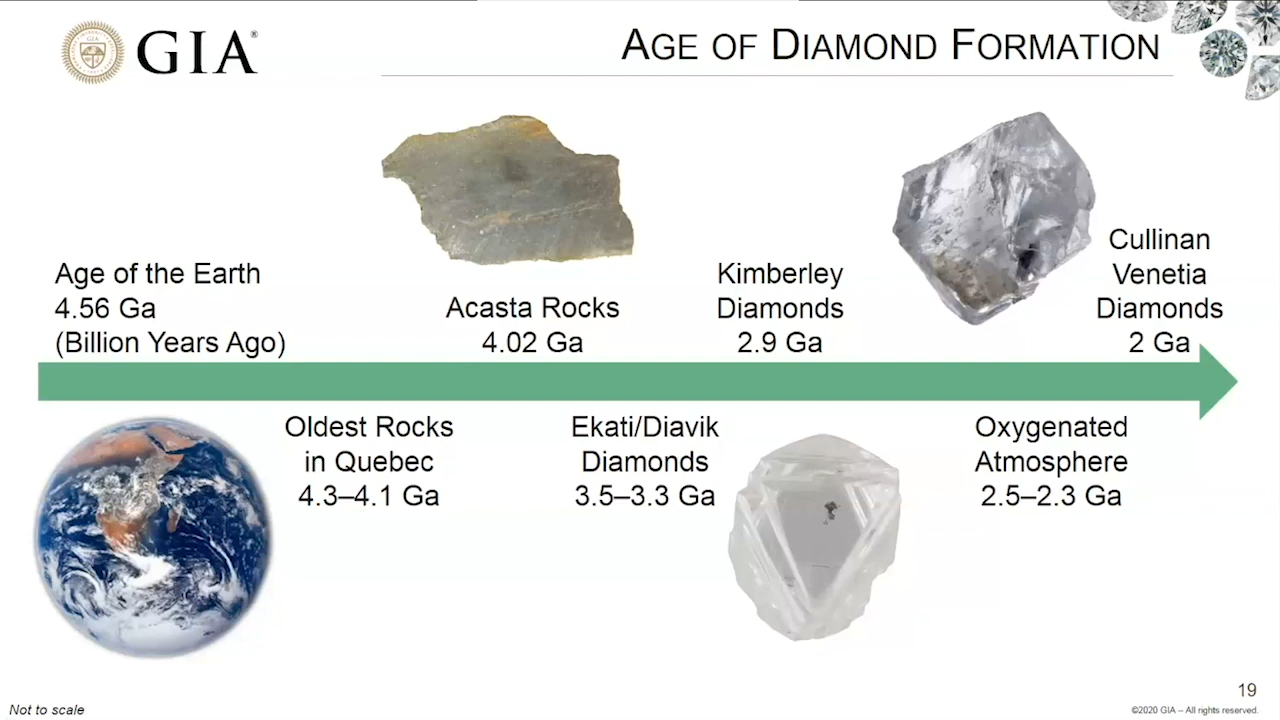 GIA®
AGE OF DIAMOND FORMATION
Age of the Earth
4.56 Ga
(Billion Years Ago)
Oldest Rocks
in Quebec
4.3–4.1 Ga
Acasta Rocks
4.02 Ga
Ekati/Diavik
Diamonds
3.5–3.3 Ga
Kimberley
Diamonds
2.9 Ga
Oxygenated
Atmosphere
2.5–2.3 Ga
Cullinan
Venetia
Diamonds
2 Ga
Not to scale
19
©2020 GIA – All rights reserved.